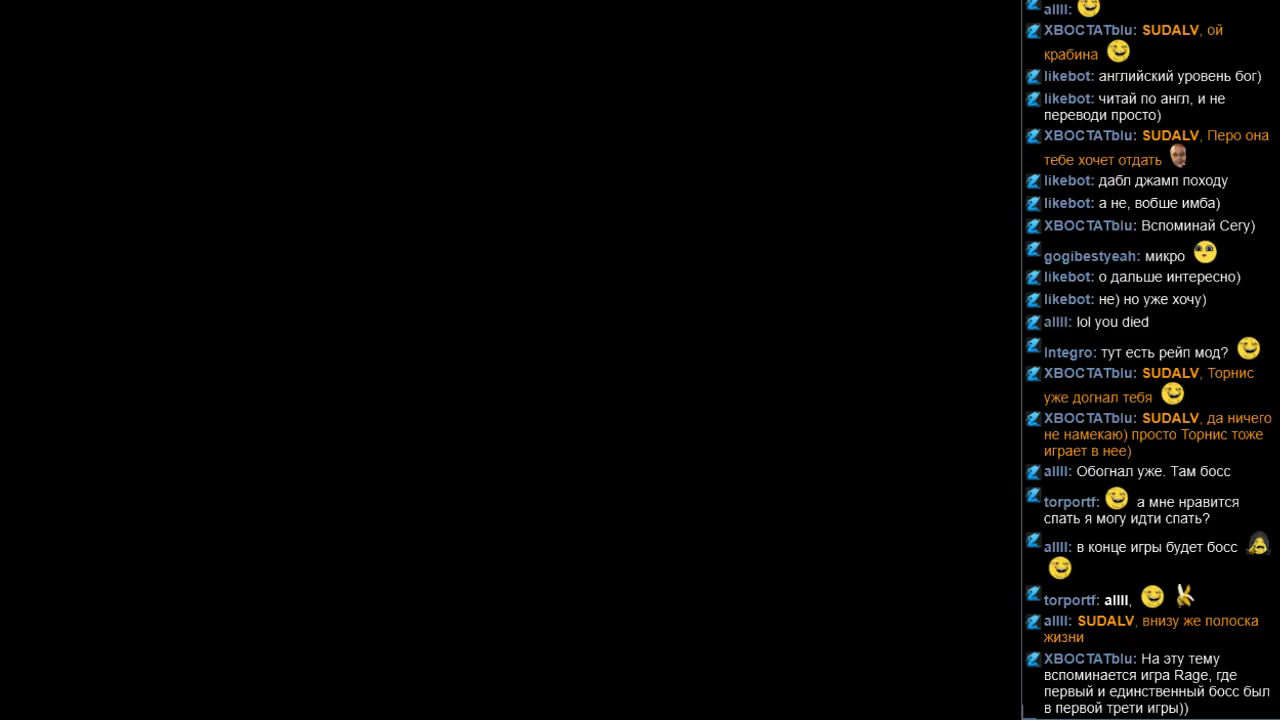 allll:
XBOCTATblu: SUDALV, ой
крабина
likebot: английский уровень бог)
likebot: читай по англ, и не
переводи просто)
XBOCTATblu: SUDALV, Перо она
тебе хочет отдать
likebot: дабл джамп походу
likebot: а не, вобше имба)
XBOCTATblu: Вспоминай Сегу)
gogibestyeah: микро
likebot: о дальше интересно)
likebot: не) но уже хочу)
allll: lol you died
Integro: тут есть рейп мод?
XBOCTATblu: SUDALV, Торнис
уже догнал тебя
XBOCTATblu: SUDALV, да ничего
не намекаю) просто Торнис тоже
играет в нее)
allll: Обогнал уже. Там босс
torportf: а мне нравится
спать я могу идти спать?
allll: в конце игры будет босс
torportf: allll,
allll: SUDALV, внизу же полоска
жизни
XBOCTATblu: На эту тему
вспоминается игра Rage, где
первый и единственный босс был
в первой трети игры))